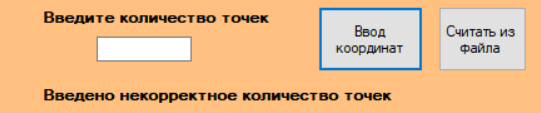 Введите количество точек
Ввод
координат
Считать из
файла
Введено некорректное количество точек